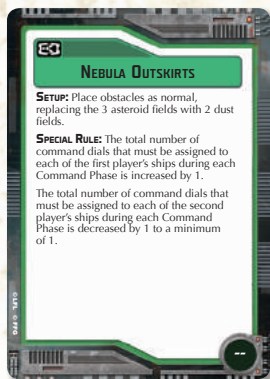 NEBULA OUTSKIRTS
SETUP: Place obstacles as normal,
replacing the 3 asteroid fields with 2 dust
fields.
SPECIAL RULE: The total number of
command dials that must be assigned to
each of the first player's ships during each
Command Phase is increased by 1.
The total number of command dials that
must be assigned to each of the second
player's ships during each Command
Phase is decreased by 1 to a minimum
of 1.
© LFL © FFG
--